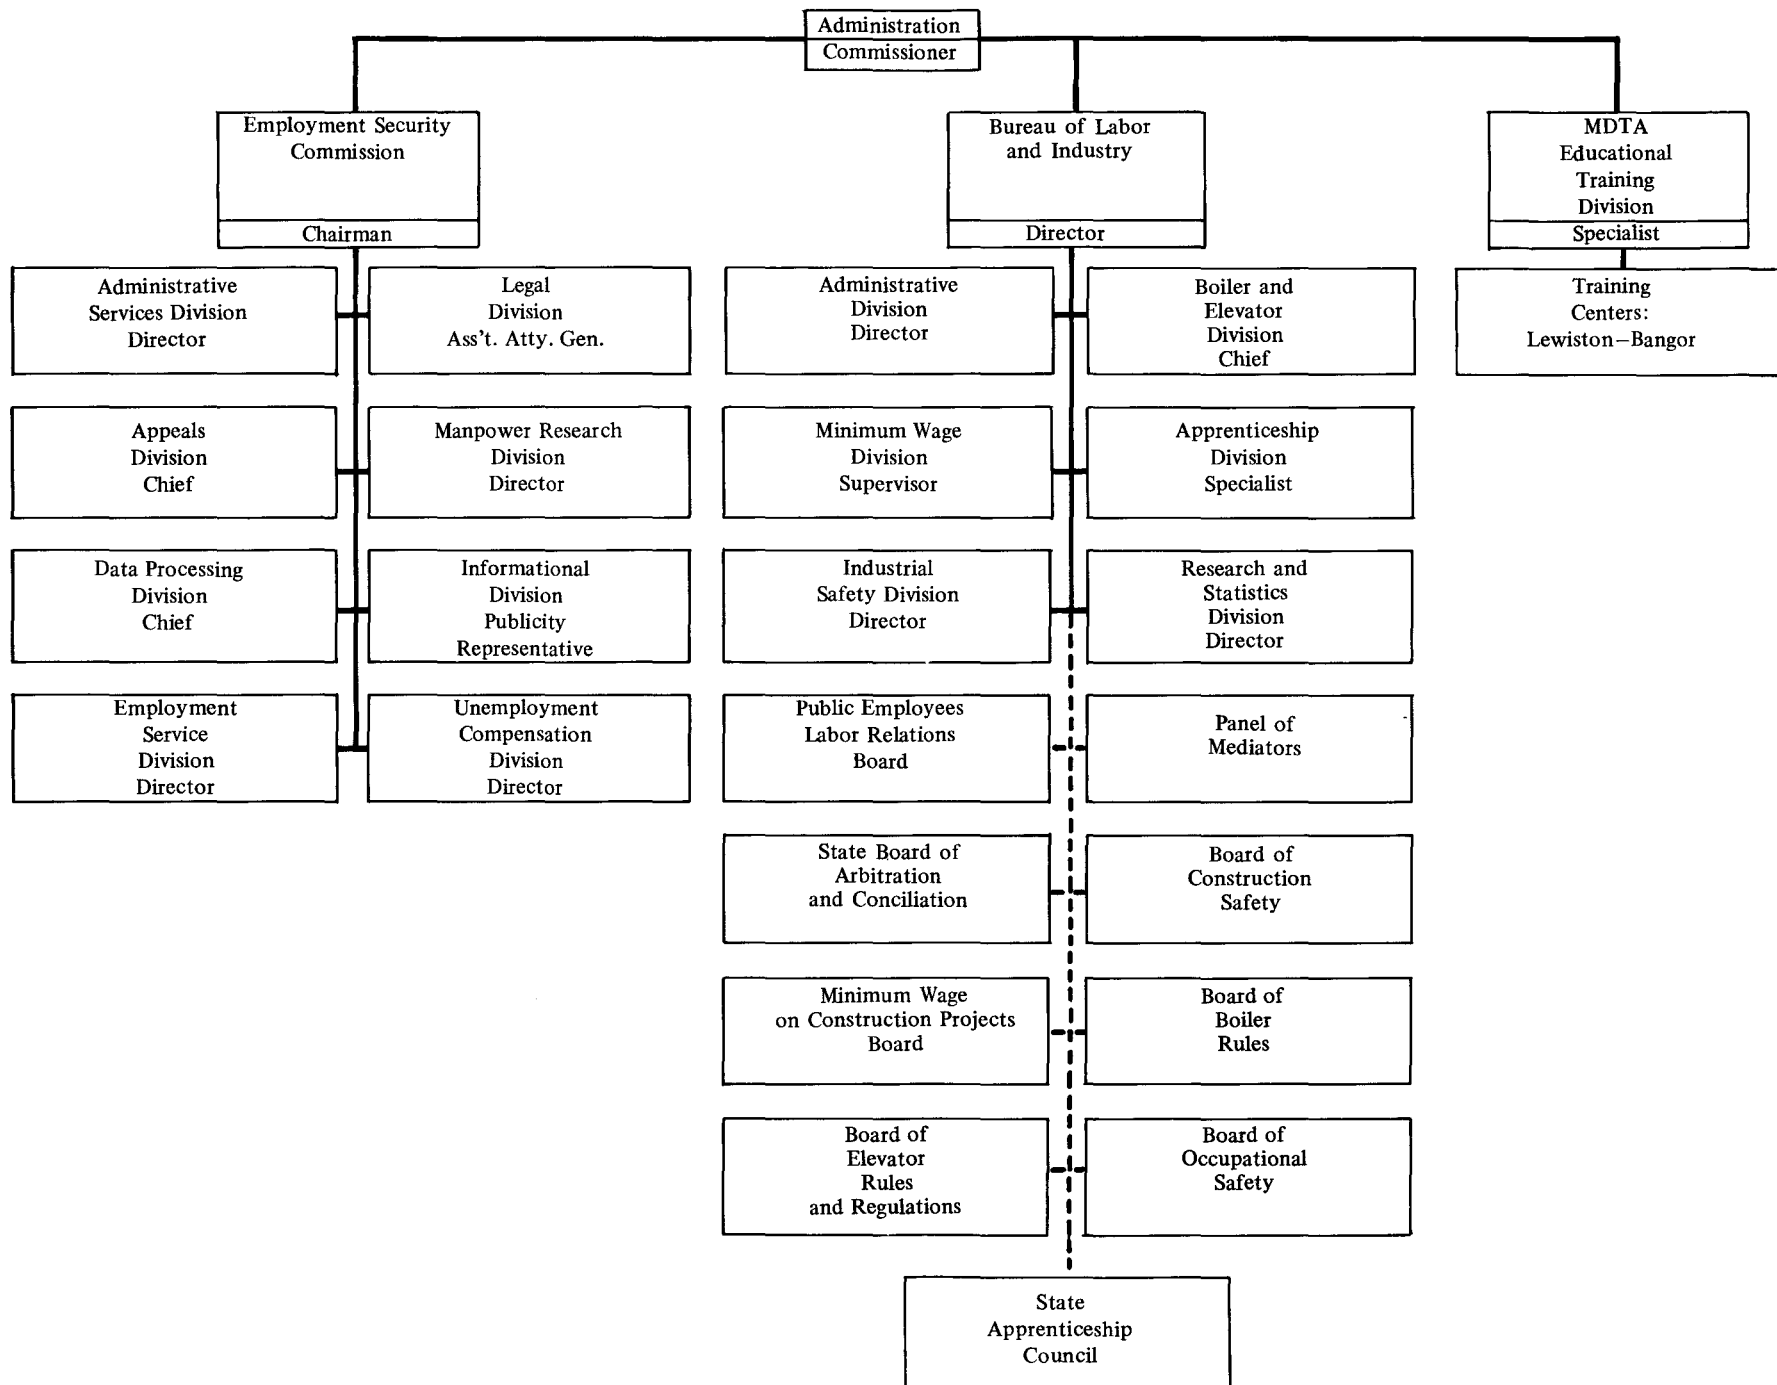 Administration
Commissioner
Employment Security
Commission
Chairman
Bureau of Labor
and Industry
Director
MDTA
Educational
Training
Division
Specialist
Administrative
Services Division
Director
Legal
Division
Ass't. Atty. Gen.
Administrative
Division
Director
Boiler and
Elevator
Division
Chief
Training
Centers:
Lewiston–Bangor
Appeals
Division
Chief
Manpower Research
Division
Director
Minimum Wage
Division
Supervisor
Apprenticeship
Division
Specialist
Data Processing
Division
Chief
Informational
Division
Publicity
Representative
Industrial
Safety Division
Director
Research and
Statistics
Division
Director
Employment
Service
Division
Director
Unemployment
Compensation
Division
Director
Public Employees
Labor Relations
Board
Panel of
Mediators
State Board of
Arbitration
and Conciliation
Board of
Construction
Safety
Minimum Wage
on Construction Projects
Board
Board of
Boiler
Rules
Board of
Elevator
Rules
and Regulations
Board of
Occupational
Safety
State
Apprenticeship
Council